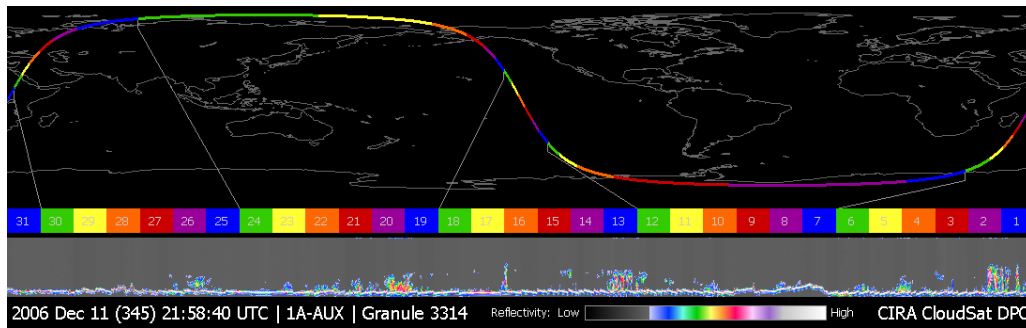 31 30 29 28 27 26 25 24 23 22 21 20 19 18 17 16 15 14 13 12 11 10 9 8 7 6 5 4 3 2 1
2006 Dec 11 (345) 21:58:40 UTC | 1A-AUX | Granule 3314 Reflectivity: Low High CIRA CloudSat DPC